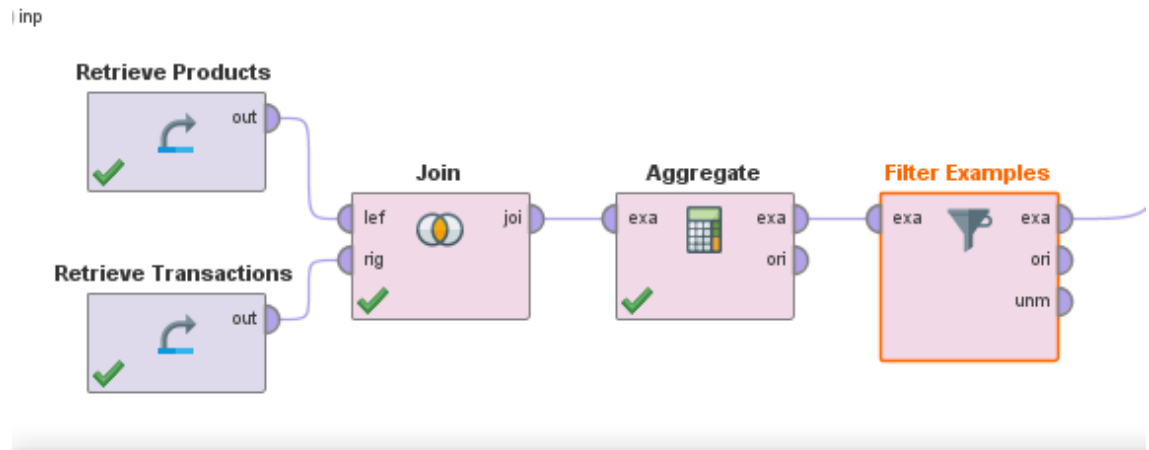 inp
Retrieve Products
out
Join
Aggregate
Filter Examples
lef
joi
exa
exa
exa
exa
rig
ori
ori
Retrieve Transactions
unm
out